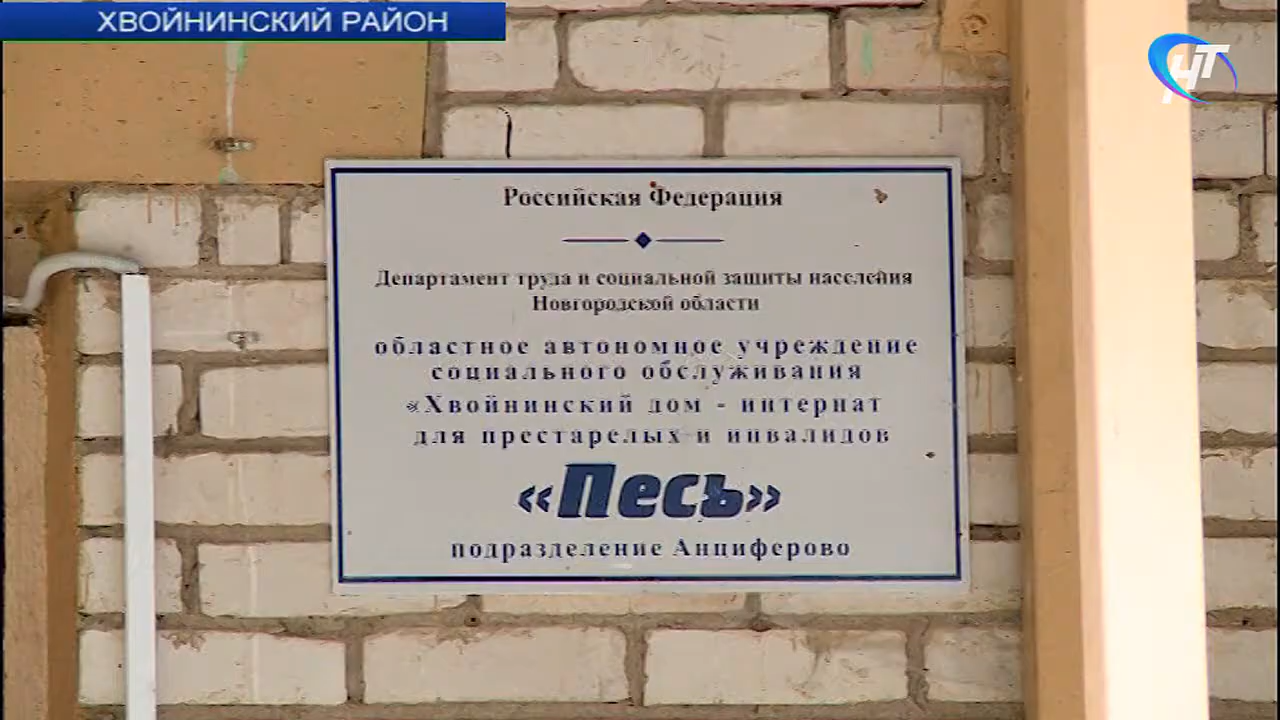 ХВОЙНИНСКИЙ РАЙОН
НТ
Российская Федерация
Департамент труда и социальной защиты населения
Новгородской области
областное автономное учреждение
социального обслуживания
«Хвойнинский дом - интернат
для престарелых и инвалидов
«Песь»
подразделение Анциферово